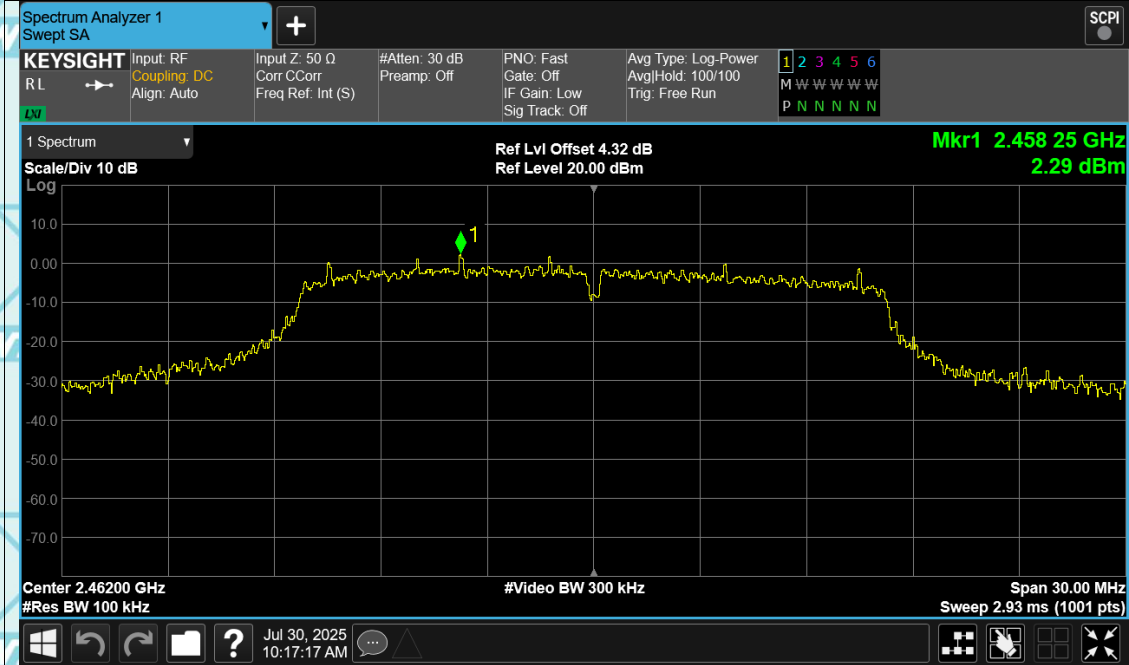 Spectrum Analyzer 1
Swept SA
+
SCPI
KEYSIGHT
R L
LXI
Input: RF
Coupling: DC
Align: Auto
Input Z: 50 Ω
Corr CCorr
Freq Ref: Int (S)
#Atten: 30 dB
Preamp: Off
PNO: Fast
Gate: Off
IF Gain: Low
Sig Track: Off
Avg Type: Log-Power
Avg|Hold: 100/100
Trig: Free Run
1 2 3 4 5 6
M W W W W W
P N N N N N
1 Spectrum
Scale/Div 10 dB
Log
Ref Lvl Offset 4.32 dB
Ref Level 20.00 dBm
Mkr1 2.458 25 GHz
2.29 dBm
1
10.0
0.00
-10.0
-20.0
-30.0
-40.0
-50.0
-60.0
-70.0
Center 2.46200 GHz
#Res BW 100 kHz
#Video BW 300 kHz
Span 30.00 MHz
Sweep 2.93 ms (1001 pts)
?
Jul 30, 2025
10:17:17 AM